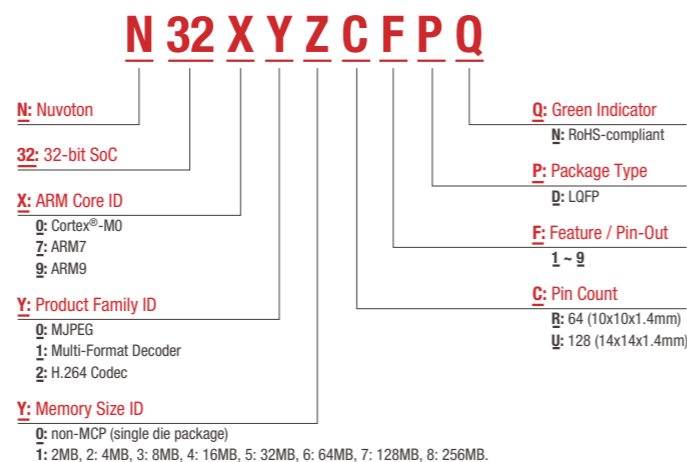 N 32 X Y Z C F P Q
N: Nuvoton
32: 32-bit SoC
X: ARM Core ID
0: Cortex®-M0
7: ARM7
9: ARM9
Y: Product Family ID
0: MJPEG
1: Multi-Format Decoder
2: H.264 Codec
Y: Memory Size ID
0: non-MCP (single die package)
1: 2MB, 2: 4MB, 3: 8MB, 4: 16MB, 5: 32MB, 6: 64MB, 7: 128MB, 8: 256MB.
Q: Green Indicator
N: RoHS-compliant
P: Package Type
D: LQFP
F: Feature / Pin-Out
1 ~ 9
C: Pin Count
R: 64 (10x10x1.4mm)
U: 128 (14x14x1.4mm)